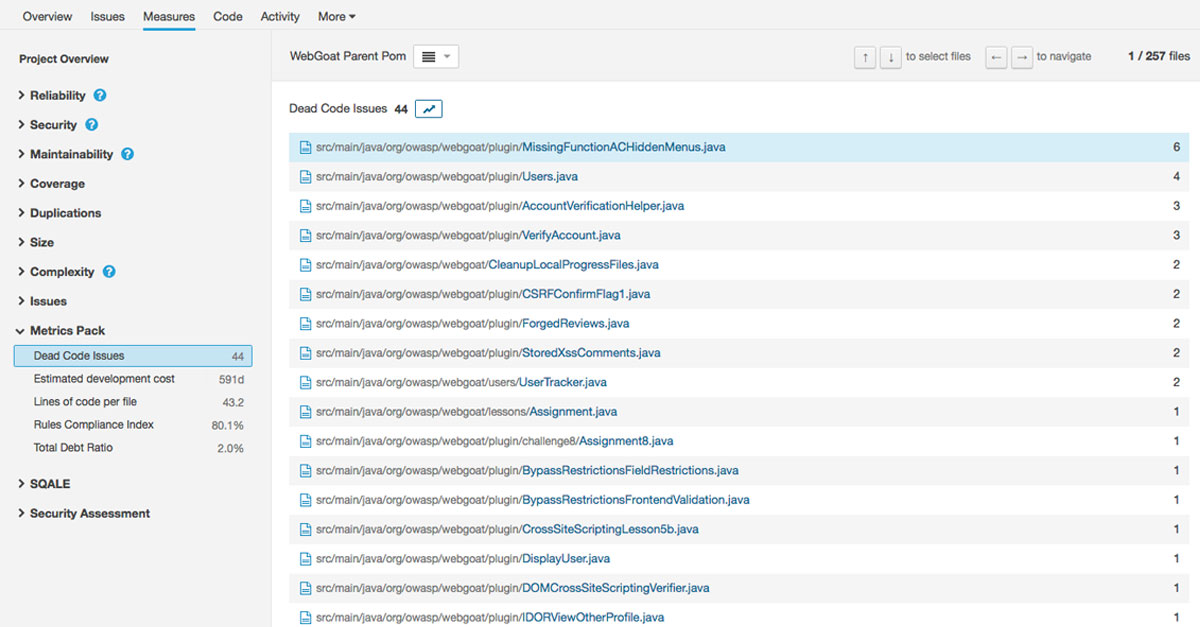 Overview Issues Measures Code Activity More
Project Overview
Reliability ?
Security ?
Maintainability ?
Coverage
Duplications
Size
Complexity ?
Issues
Metrics Pack
Dead Code Issues 44
Estimated development cost 591d
Lines of code per file 43.2
Rules Compliance Index 80.1%
Total Debt Ratio 2.0%
SQALE
Security Assessment
WebGoat Parent Pom ↑ ↓ to select files ← → to navigate 1 / 257 files
Dead Code Issues 44
src/main/java/org/owasp/webgoat/plugin/MissingFunctionACHiddenMenus.java 6
src/main/java/org/owasp/webgoat/plugin/Users.java 4
src/main/java/org/owasp/webgoat/plugin/AccountVerificationHelper.java 3
src/main/java/org/owasp/webgoat/plugin/VerifyAccount.java 3
src/main/java/org/owasp/webgoat/CleanupLocalProgressFiles.java 2
src/main/java/org/owasp/webgoat/plugin/CSRFConfirmFlag1.java 2
src/main/java/org/owasp/webgoat/plugin/ForgedReviews.java 2
src/main/java/org/owasp/webgoat/plugin/StoredXssComments.java 2
src/main/java/org/owasp/webgoat/users/UserTracker.java 2
src/main/java/org/owasp/webgoat/lessons/Assignment.java 1
src/main/java/org/owasp/webgoat/plugin/challenge8/Assignment8.java 1
src/main/java/org/owasp/webgoat/plugin/BypassRestrictionsFieldRestrictions.java 1
src/main/java/org/owasp/webgoat/plugin/BypassRestrictionsFrontendValidation.java 1
src/main/java/org/owasp/webgoat/plugin/CrossSiteScriptingLesson5b.java 1
src/main/java/org/owasp/webgoat/plugin/DisplayUser.java 1
src/main/java/org/owasp/webgoat/plugin/DOMCrossSiteScriptingVerifier.java 1
src/main/java/org/owasp/webgoat/plugin/IDORViewOtherProfile.java 1